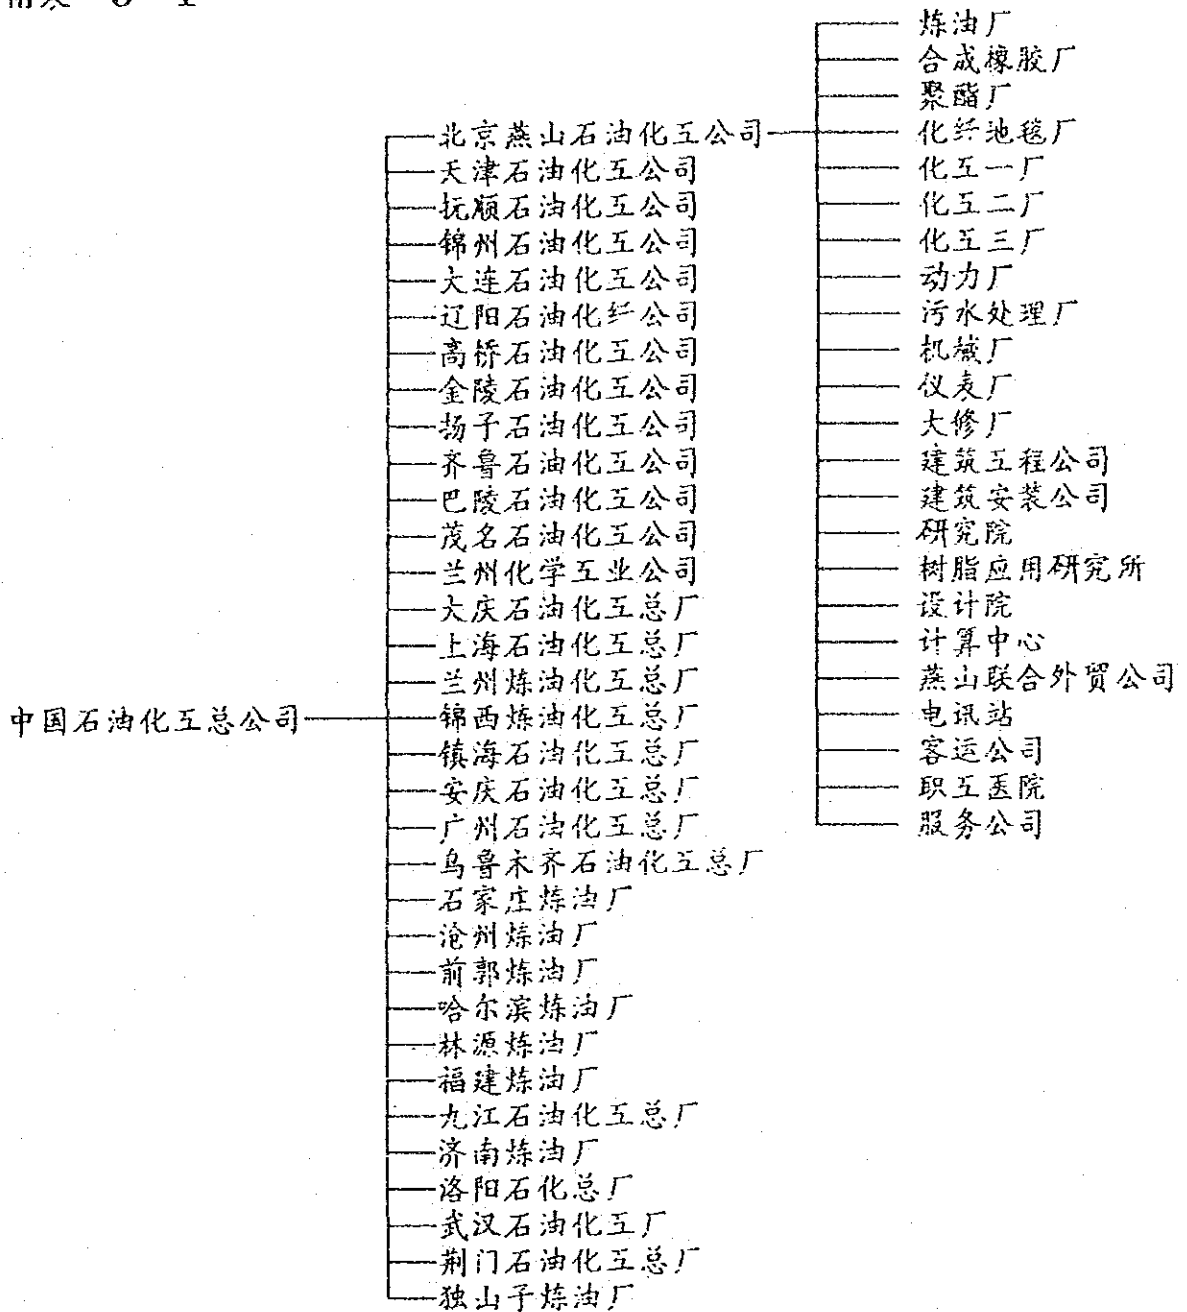 炼油厂
合成橡胶厂
聚酯厂
化纤地毯厂
化工一厂
化工二厂
化工三厂
动力厂
污水处理厂
机械厂
仪表厂
大修厂
建筑工程公司
建筑安装公司
研究院
树脂应用研究所
设计院
计算中心
燕山联合外贸公司
电讯站
客运公司
职工医院
服务公司
北京燕山石油化工公司
天津石油化工公司
抚顺石油化工公司
锦州石油化工公司
大连石油化工公司
辽阳石油化纤公司
高桥石油化工公司
金陵石油化工公司
扬子石油化工公司
齐鲁石油化工公司
巴陵石油化工公司
茂名石油化工公司
兰州化学工业公司
大庆石油化工总厂
上海石油化工总厂
兰州炼油化工总厂
锦西炼油化工总厂
镇海石油化工总厂
安庆石油化工总厂
广州石油化工总厂
乌鲁木齐石油化工总厂
石家庄炼油厂
沧州炼油厂
前郭炼油厂
哈尔滨炼油厂
林源炼油厂
福建炼油厂
九江石油化工总厂
济南炼油厂
洛阳石化总厂
武汉石油化工厂
荆门石油化工总厂
独山子炼油厂
中国石油化工总公司